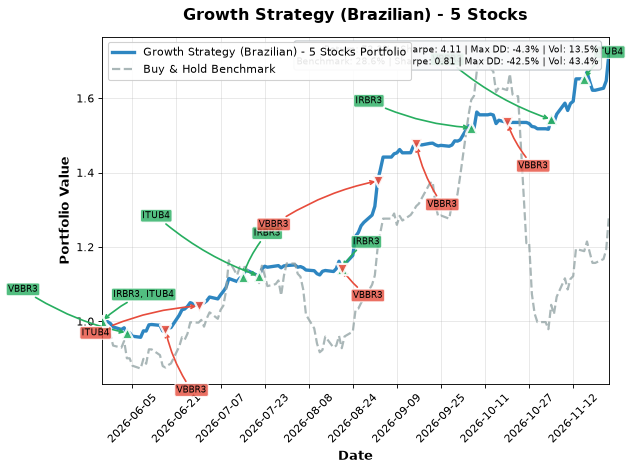 Growth Strategy (Brazilian) - 5 Stocks
Growth Strategy (Brazilian) - 5 Stocks Portfolio
Buy & Hold Benchmark
4.11 | Max DD: -4.3% | Vol: 13.5%
Benchmark: 28.6% | Sharpe: 0.81 | Max DD: -42.5% | Vol: 43.4%
Portfolio Value
1.6
1.4
1.2
1.0
IRBR3
VBBR3
VBBR3
ITUB4
VBBR3
IRBR3
IRBR3
VBBR3
IRBR3, ITUB4
VBBR3
ITUB4
VBBR3
2026-06-05
2026-06-21
2026-07-07
2026-07-23
2026-08-08
2026-08-24
2026-09-09
2026-09-25
2026-10-11
2026-10-27
2026-11-12
Date